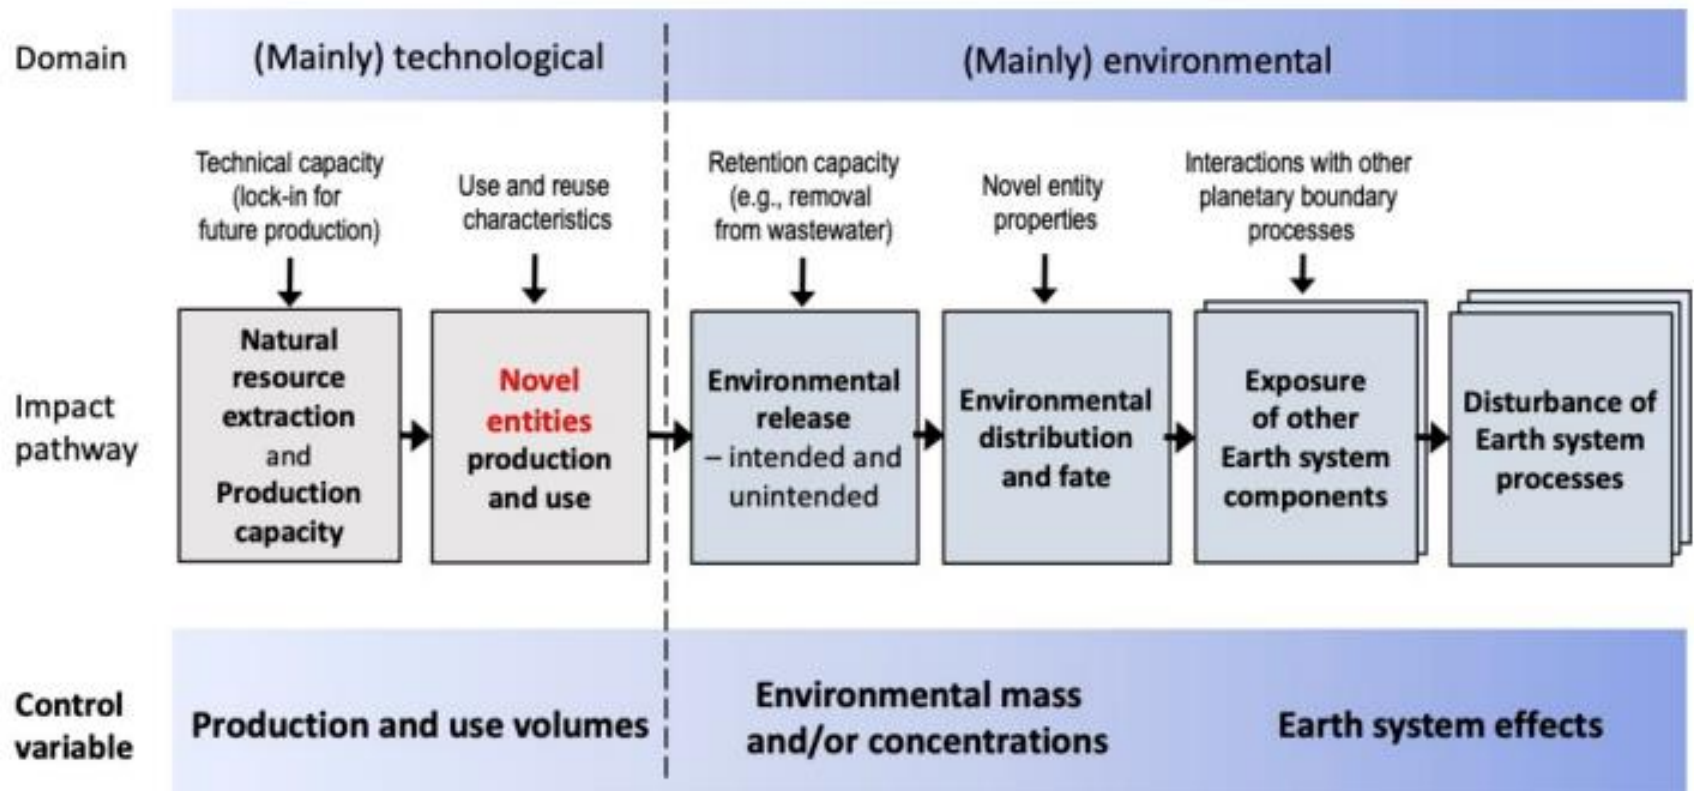 Domain
(Mainly) technological
(Mainly) environmental
Technical capacity
(lock-in for
future production)
Use and reuse
characteristics
Retention capacity
(e.g., removal
from wastewater)
Novel entity
properties
Interactions with other
planetary boundary
processes
Impact
pathway
Natural
resource
extraction
and
Production
capacity
Novel
entities
production
and use
Environmental
release
– intended and
unintended
Environmental
distribution
and fate
Exposure
of other
Earth system
components
Disturbance of
Earth system
processes
Control
variable
Production and use volumes
Environmental mass
and/or concentrations
Earth system effects